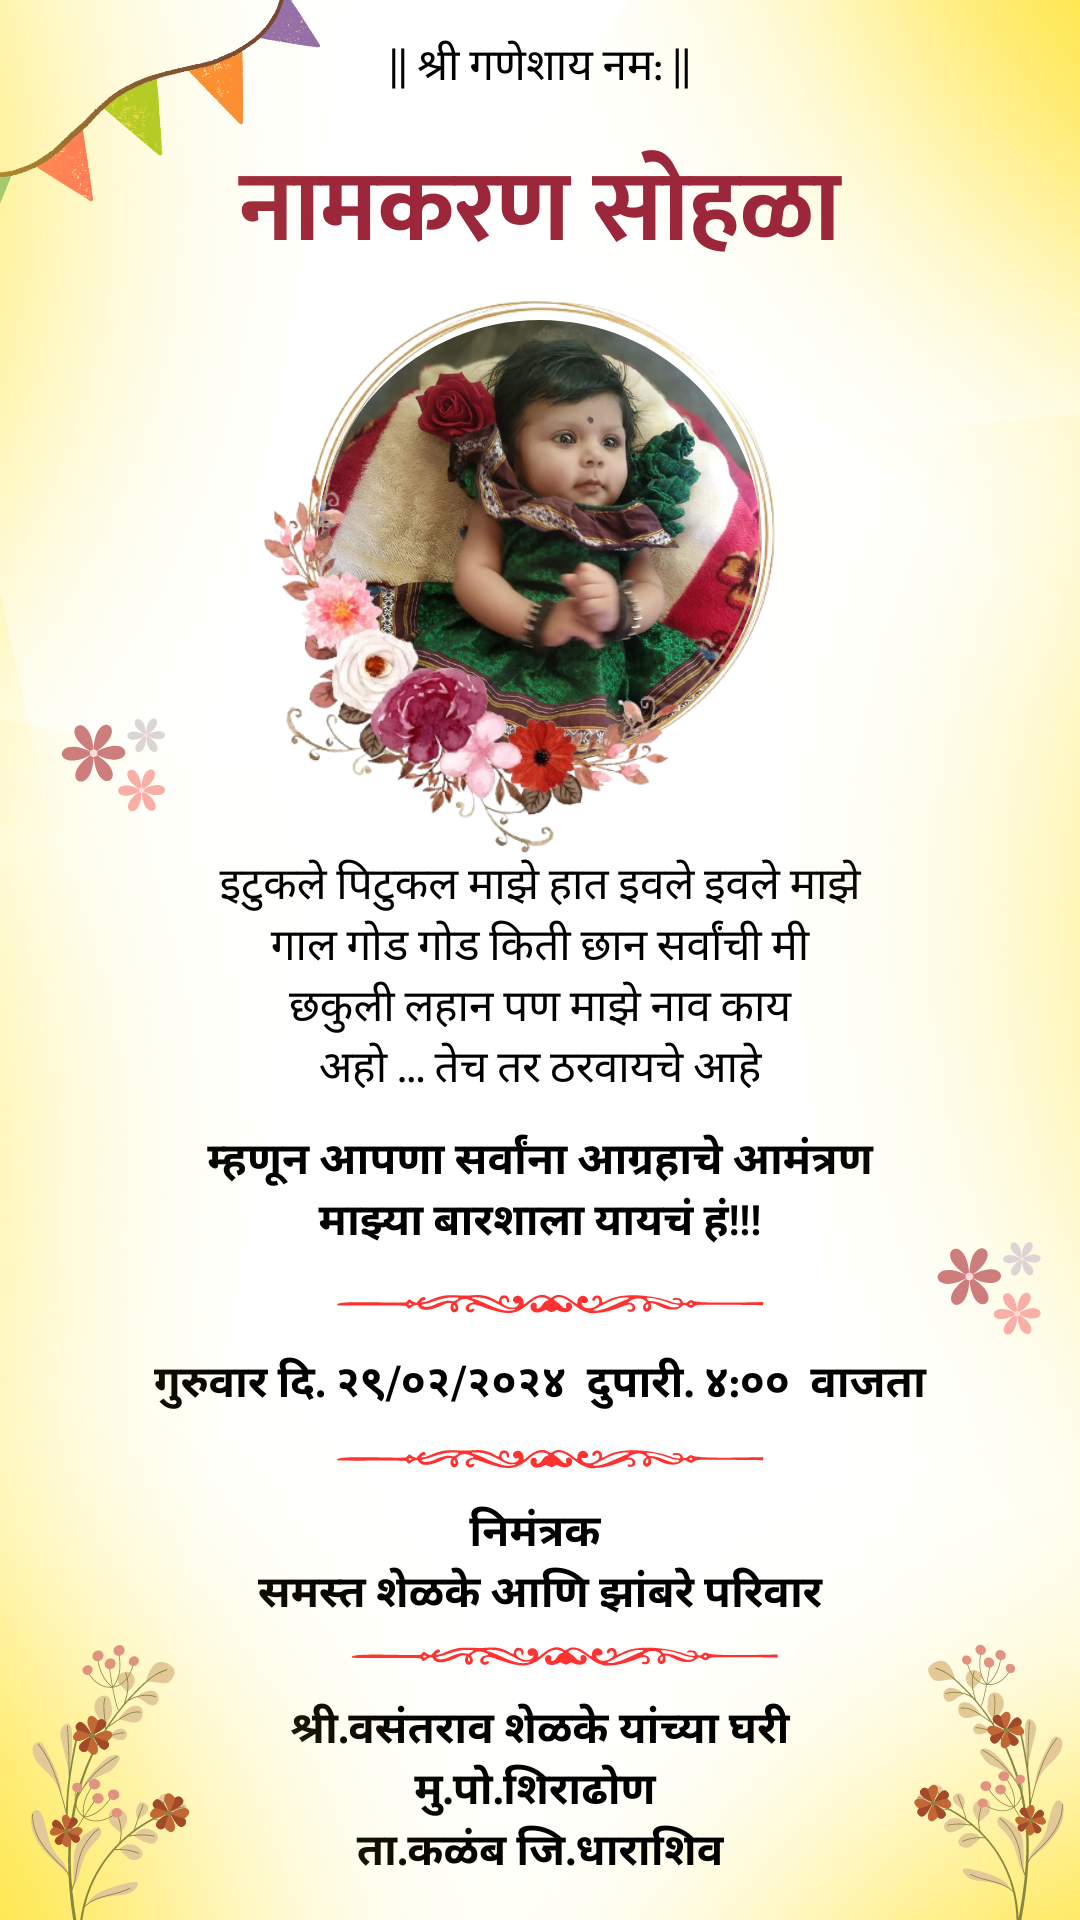 || श्री गणेशाय नमः ||
नामकरण सोहळा
इटुकले पिटुकल माझे हात इवले इवले माझे
गाल गोड गोड किती छान सर्वांची मी
छकुली लहान पण माझे नाव काय
अहो ... तेच तर ठरवायचे आहे
म्हणून आपणा सर्वांना आग्रहाचे आमंत्रण
माझ्या बारशाला यायचं हं!!!
गुरुवार दि. २९/०२/२०२४ दुपारी. ४:०० वाजता
निमंत्रक
समस्त शेळके आणि झांबरे परिवार
श्री.वसंतराव शेळके यांच्या घरी
मु.पो.शिराढोण
ता.कळंब जि.धाराशिव